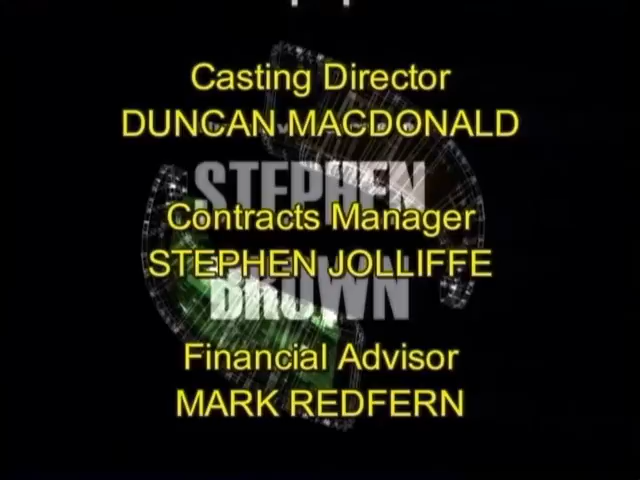 Casting Director
DUNCAN MACDONALD
STEPHEN
Contracts Manager
STEPHEN JOLLIFFE
BROWN
Financial Advisor
MARK REDFERN